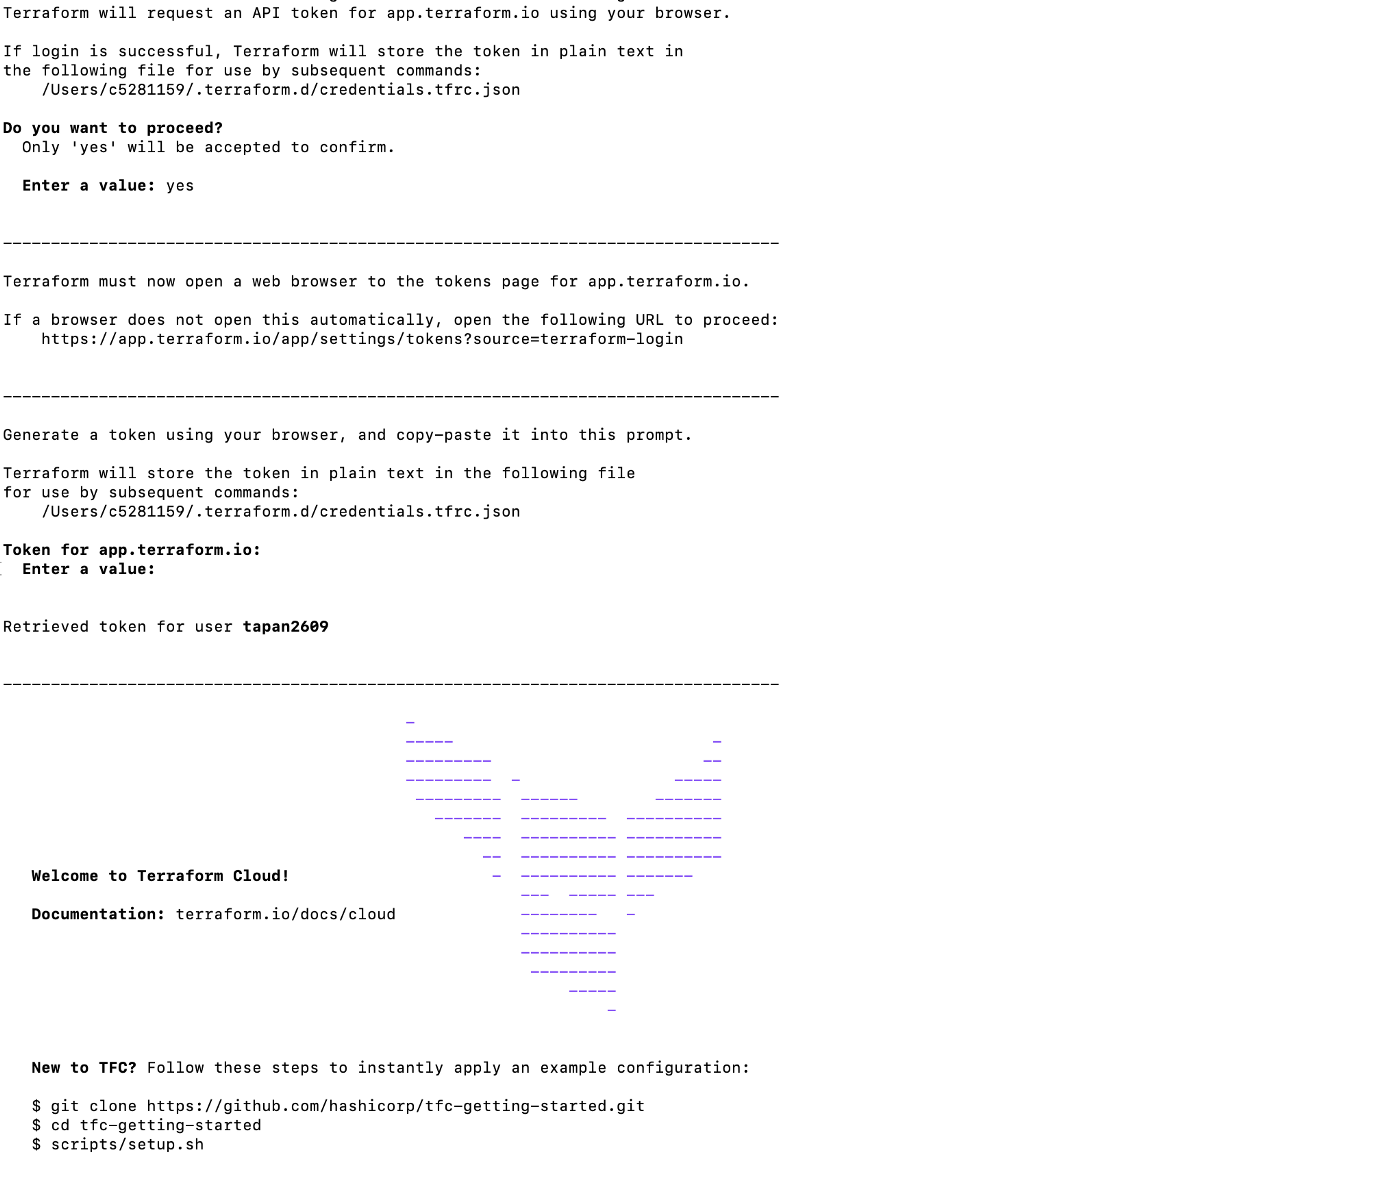 Terraform will request an API token for app.terraform.io using your browser.
If login is successful, Terraform will store the token in plain text in
the following file for use by subsequent commands:
/Users/c5281159/.terraform.d/credentials.tfrc.json
Do you want to proceed?
Only 'yes' will be accepted to confirm.
Enter a value: yes
---------------------------------------------------------------------------------
Terraform must now open a web browser to the tokens page for app.terraform.io.
If a browser does not open this automatically, open the following URL to proceed:
https://app.terraform.io/app/settings/tokens?source=terraform-login
---------------------------------------------------------------------------------
Generate a token using your browser, and copy-paste it into this prompt.
Terraform will store the token in plain text in the following file
for use by subsequent commands:
/Users/c5281159/.terraform.d/credentials.tfrc.json
Token for app.terraform.io:
Enter a value:
Retrieved token for user tapan2609
---------------------------------------------------------------------------------
Welcome to Terraform Cloud!
Documentation: terraform.io/docs/cloud
New to TFC? Follow these steps to instantly apply an example configuration:
$ git clone https://github.com/hashicorp/tfc-getting-started.git
$ cd tfc-getting-started
$ scripts/setup.sh